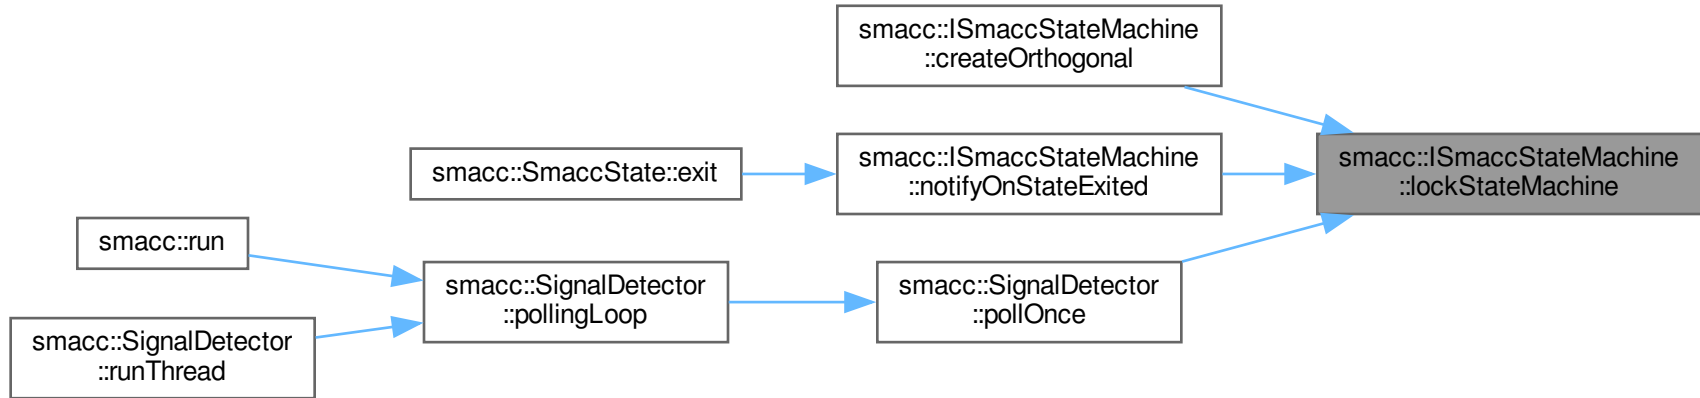 smacc::ISmaccStateMachine
::createOrthogonal
smacc::SmaccState::exit
smacc::ISmaccStateMachine
::notifyOnStateExited
smacc::ISmaccStateMachine
::lockStateMachine
smacc::run
smacc::SignalDetector
::pollingLoop
smacc::SignalDetector
::pollOnce
smacc::SignalDetector
::runThread